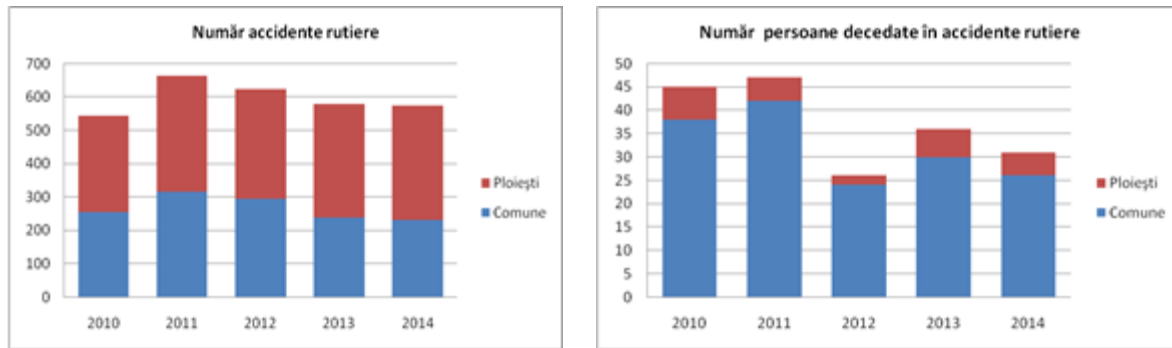 Număr accidente rutiere
700
600
500
400
300
200
100
0
2010 2011 2012 2013 2014
Ploieşti
Comune
Număr persoane decedate în accidente rutiere
50
45
40
35
30
25
20
15
10
5
0
2010 2011 2012 2013 2014
Ploieşti
Comune